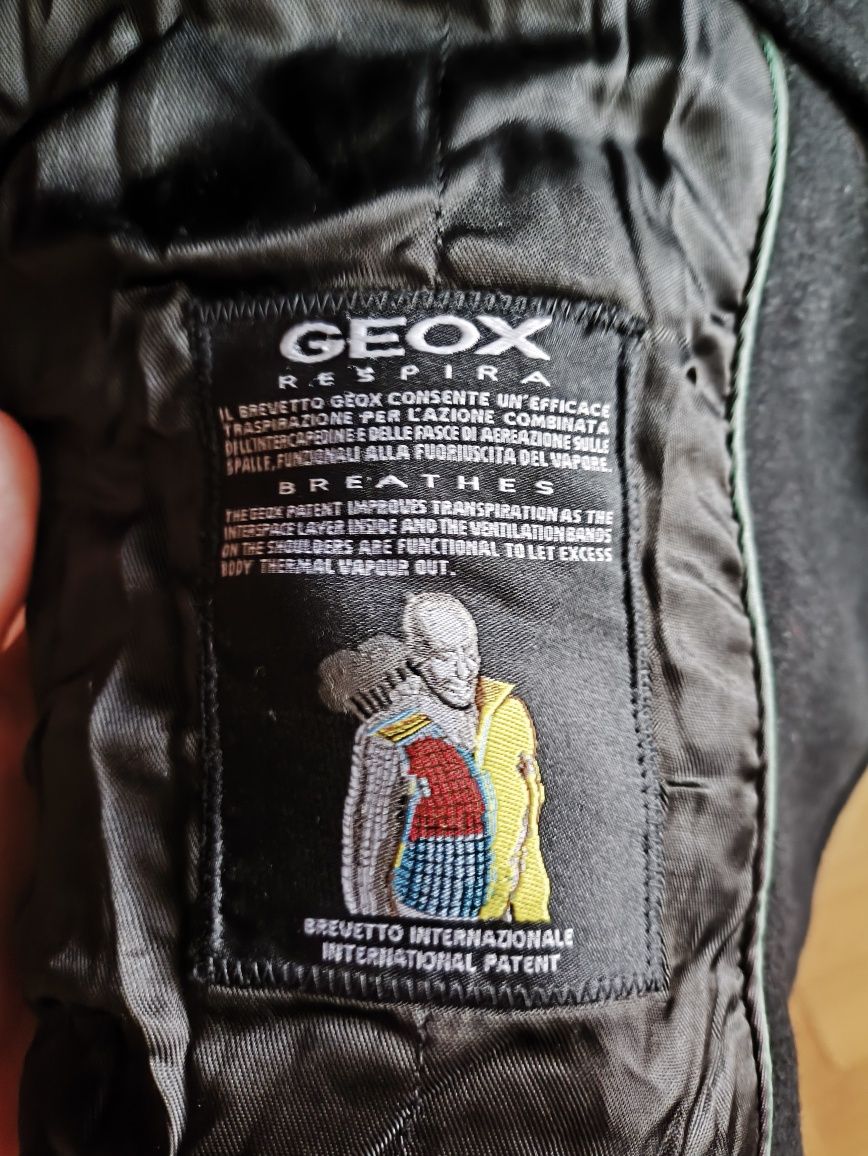 GEOX
RESPIRA
IL BREVETTO GEOX CONSENTE UN'EFFICACE
TRASPIRAZIONE PER L'AZIONE COMBINATA
DELL'INTERCAPEDINE E DELLE FASCE DI AEREAZIONE SULLE
SPALLE, FUNZIONALI ALLA FUORIUSCITA DEL VAPORE.
BREATHES
THE GEOX PATENT IMPROVES TRANSPIRATION AS THE
INTERSPACE LAYER INSIDE AND THE VENTILATION BANDS
ON THE SHOULDERS ARE FUNCTIONAL TO LET EXCESS
BODY THERMAL VAPOUR OUT.
BREVETTO INTERNAZIONALE
INTERNATIONAL PATENT